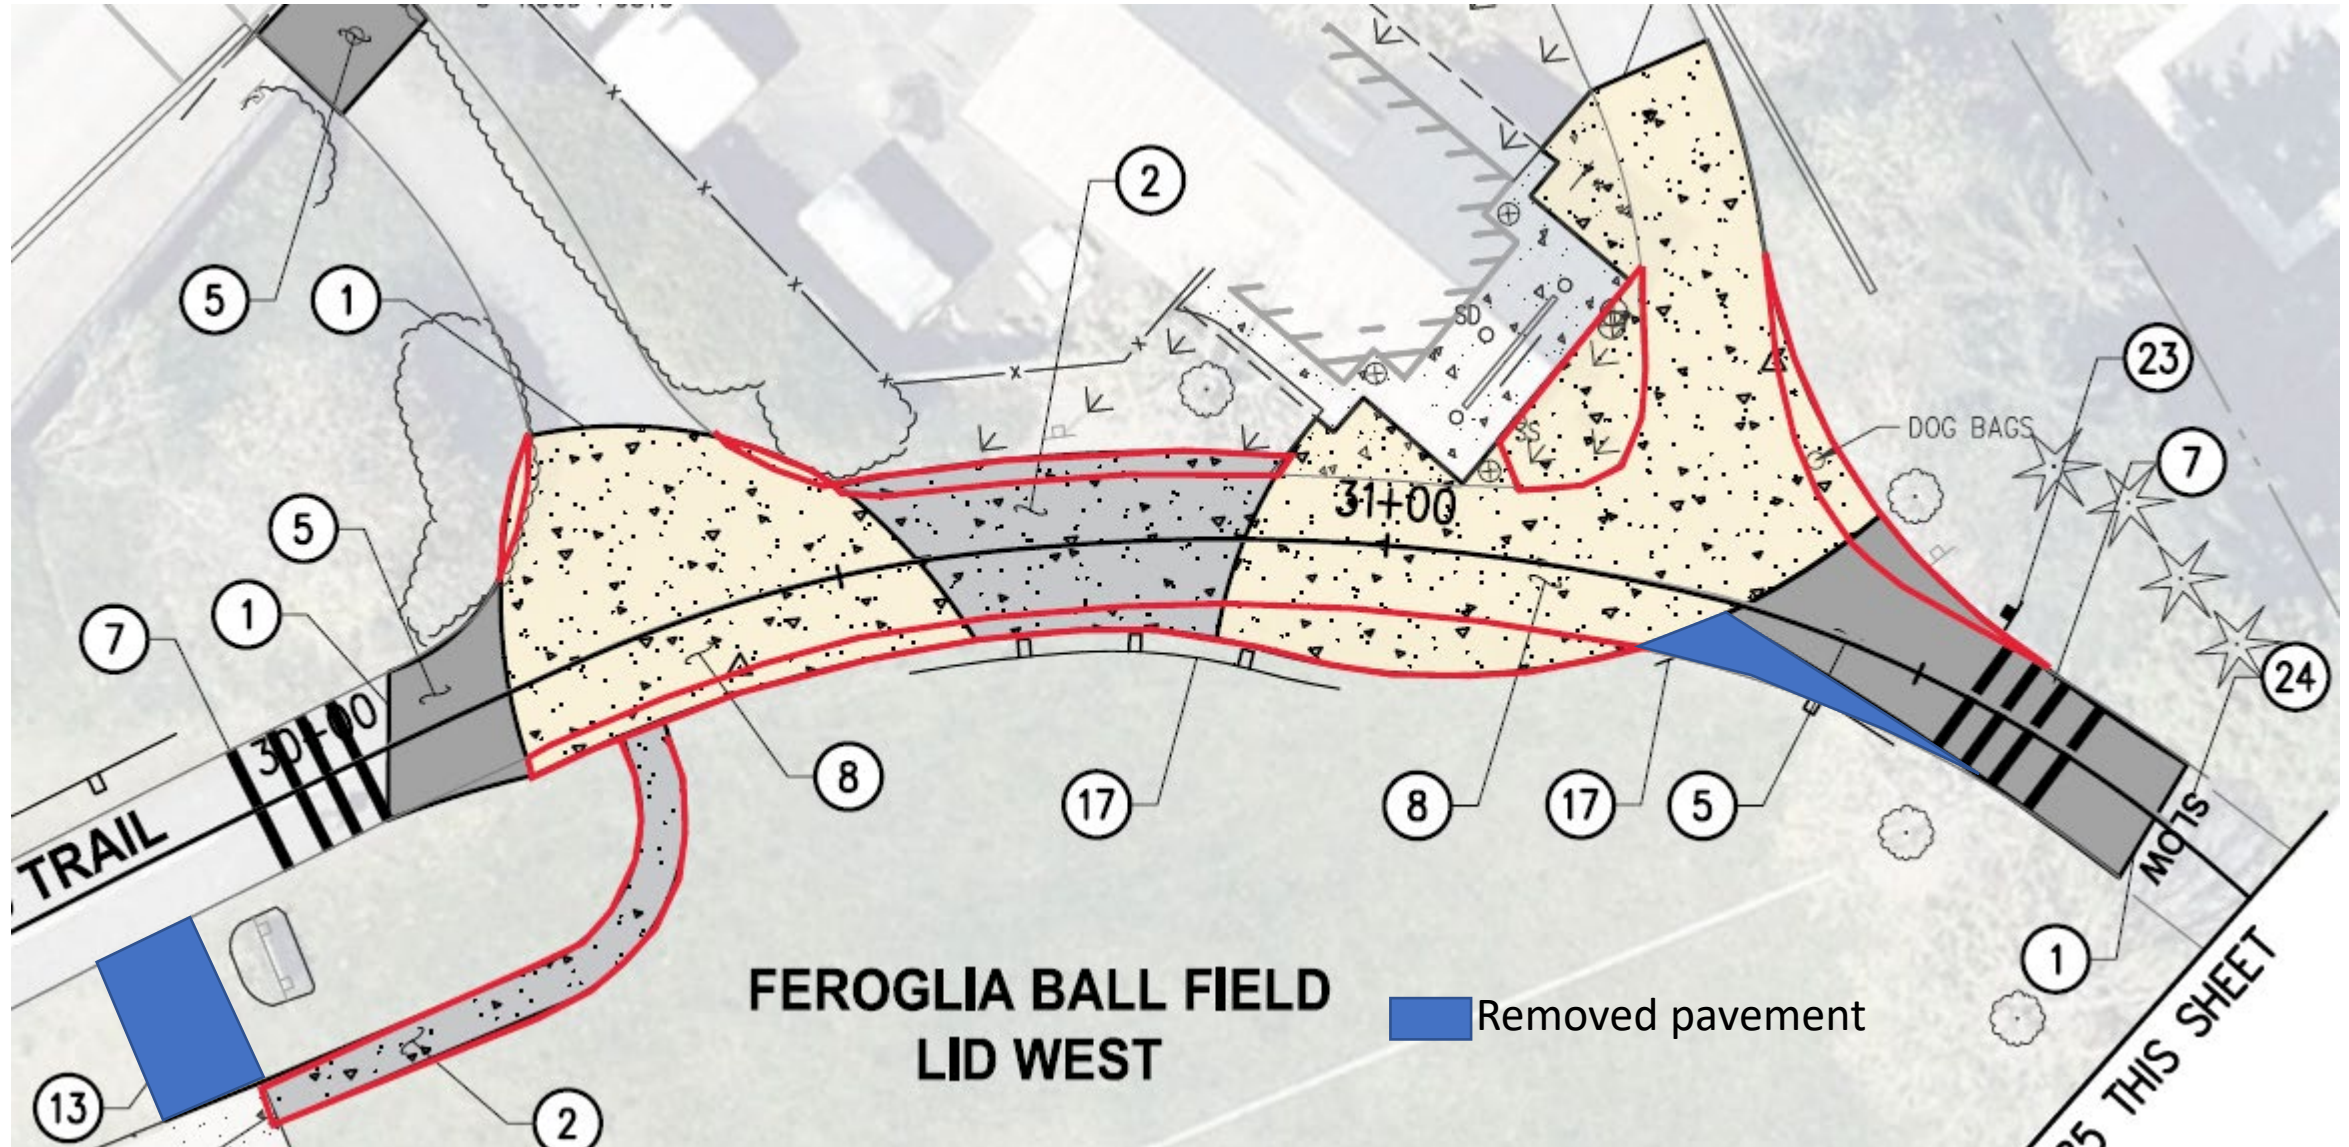 2
5
1
SD
23
DOG BAGS
7
SS
5
31+00
1
7
24
30+00
8
17
8
17
5
TRAIL
SLOW
1
FEROGLIA BALL FIELD
LID WEST
Removed pavement
13
2
THIS SHEET